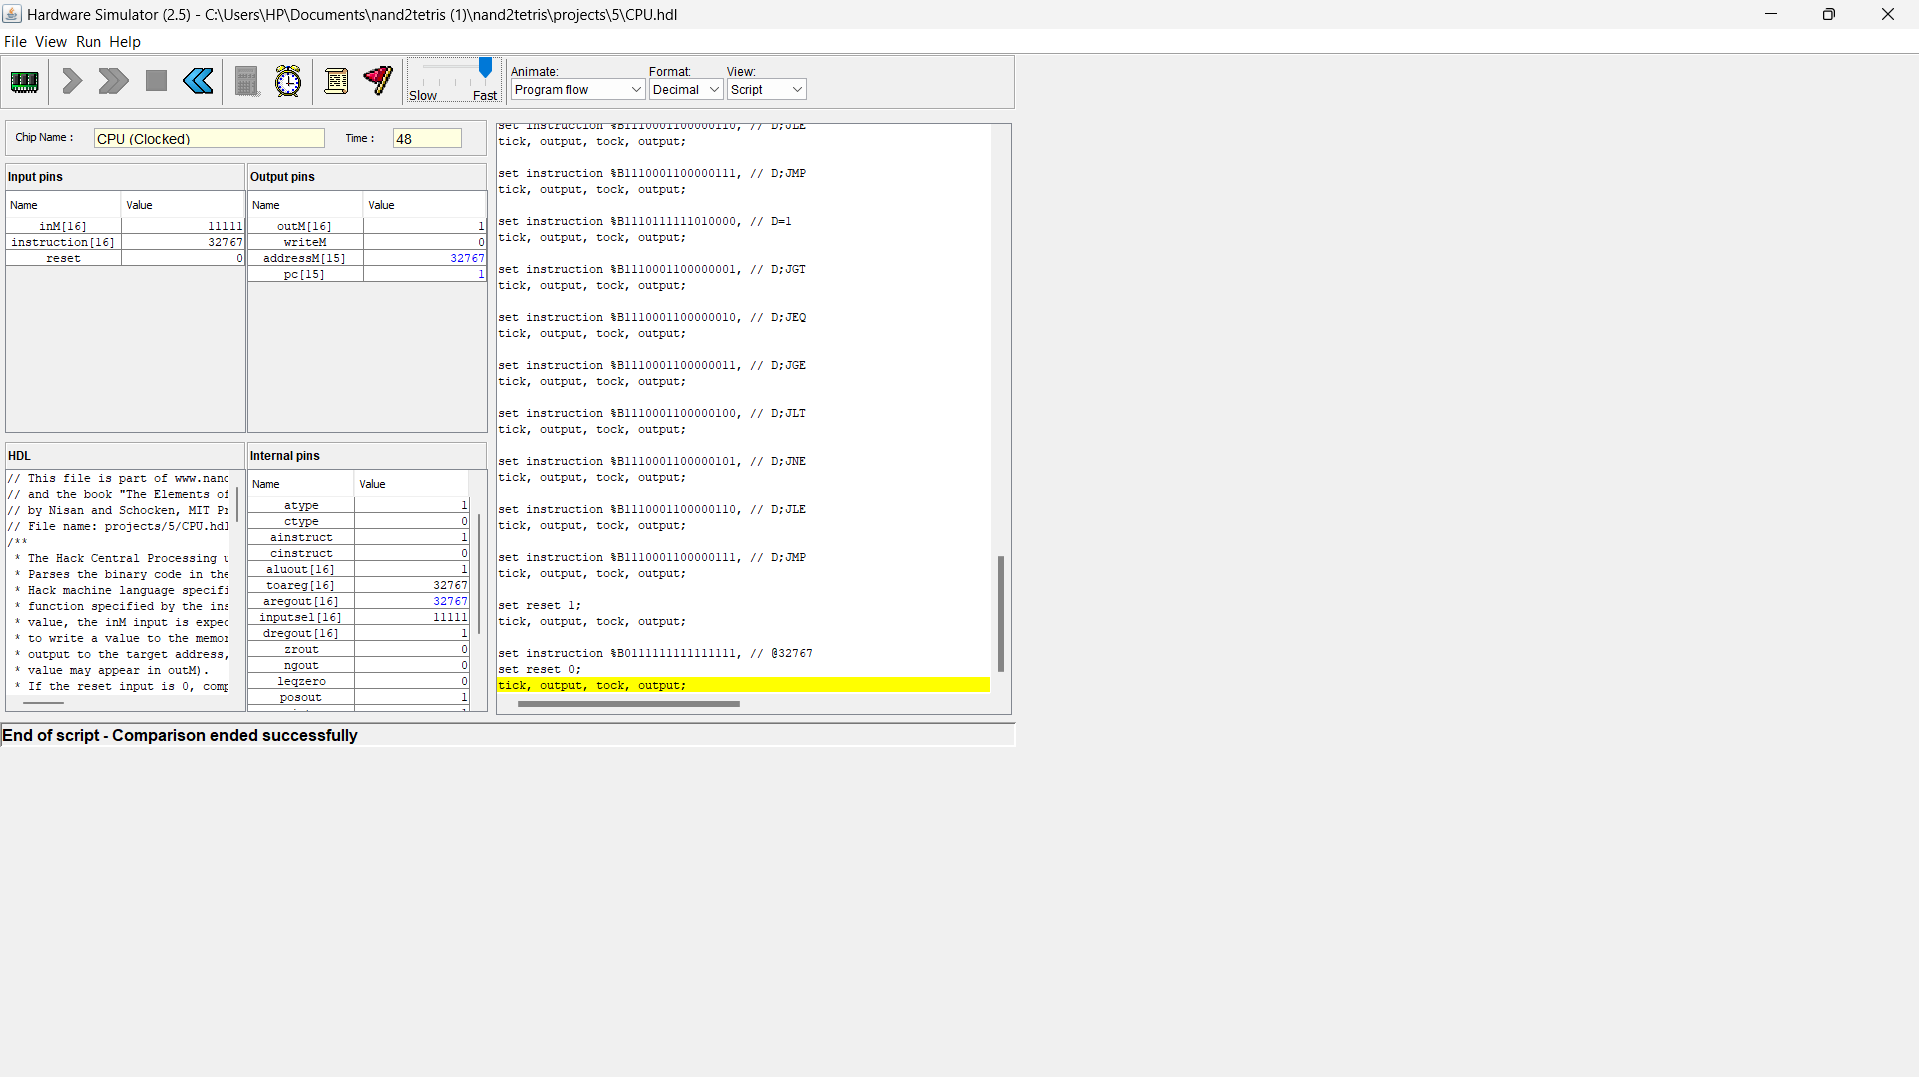 Hardware Simulator (2.5) - C:\Users\HP\Documents\nand2tetris (1)\nand2tetris\projects\5\CPU.hdl
File View Run Help
Slow Fast
Animate: Format: View:
Program flow Decimal Script
Chip Name : CPU (Clocked) Time : 48
Input pins
Name Value
inM[16] 11111
instruction[16] 32767
reset 0
Output pins
Name Value
outM[16] 1
writeM 0
addressM[15] 32767
pc[15] 1
HDL
// This file is part of www.nand
// and the book "The Elements of
// by Nisan and Schocken, MIT Pr
// File name: projects/5/CPU.hdl
/**
* The Hack Central Processing u
* Parses the binary code in the
* Hack machine language specifi
* function specified by the ins
* value, the inM input is expec
* to write a value to the memor
* output to the target address,
* value may appear in outM).
* If the reset input is 0, comp
Internal pins
Name Value
atype 1
ctype 0
ainstruct 1
cinstruct 0
aluout[16] 1
toareg[16] 32767
aregout[16] 32767
inputsel[16] 11111
dregout[16] 1
zrout 0
ngout 0
leqzero 0
posout 1
set instruction %B1110001100000110, // D;JLE
tick, output, tock, output;
set instruction %B1110001100000111, // D;JMP
tick, output, tock, output;
set instruction %B1110111111010000, // D=1
tick, output, tock, output;
set instruction %B1110001100000001, // D;JGT
tick, output, tock, output;
set instruction %B1110001100000010, // D;JEQ
tick, output, tock, output;
set instruction %B1110001100000011, // D;JGE
tick, output, tock, output;
set instruction %B1110001100000100, // D;JLT
tick, output, tock, output;
set instruction %B1110001100000101, // D;JNE
tick, output, tock, output;
set instruction %B1110001100000110, // D;JLE
tick, output, tock, output;
set instruction %B1110001100000111, // D;JMP
tick, output, tock, output;
set reset 1;
tick, output, tock, output;
set instruction %B0111111111111111, // @32767
set reset 0;
tick, output, tock, output;
End of script - Comparison ended successfully